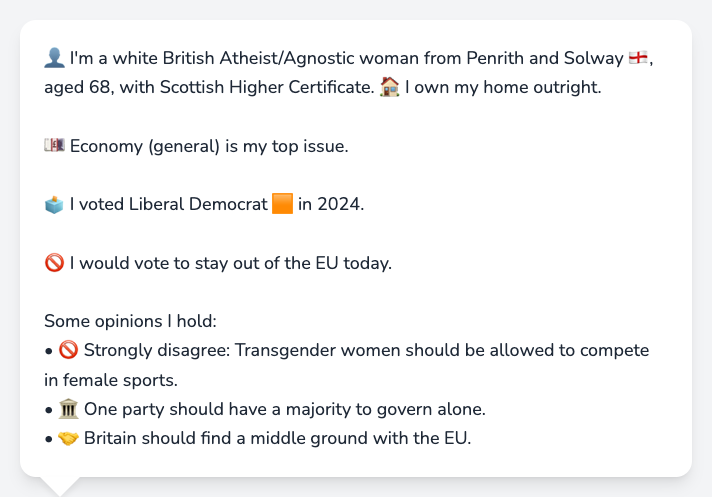 👤 I'm a white British Atheist/Agnostic woman from Penrith and Solway 🏴󠁧󠁢󠁥󠁮󠁧󠁿,
aged 68, with Scottish Higher Certificate. 🏠 I own my home outright.
💷 Economy (general) is my top issue.
🗳️ I voted Liberal Democrat 🟧 in 2024.
🚫 I would vote to stay out of the EU today.
Some opinions I hold:
• 🚫 Strongly disagree: Transgender women should be allowed to compete
in female sports.
• 🏛️ One party should have a majority to govern alone.
• 🤝 Britain should find a middle ground with the EU.